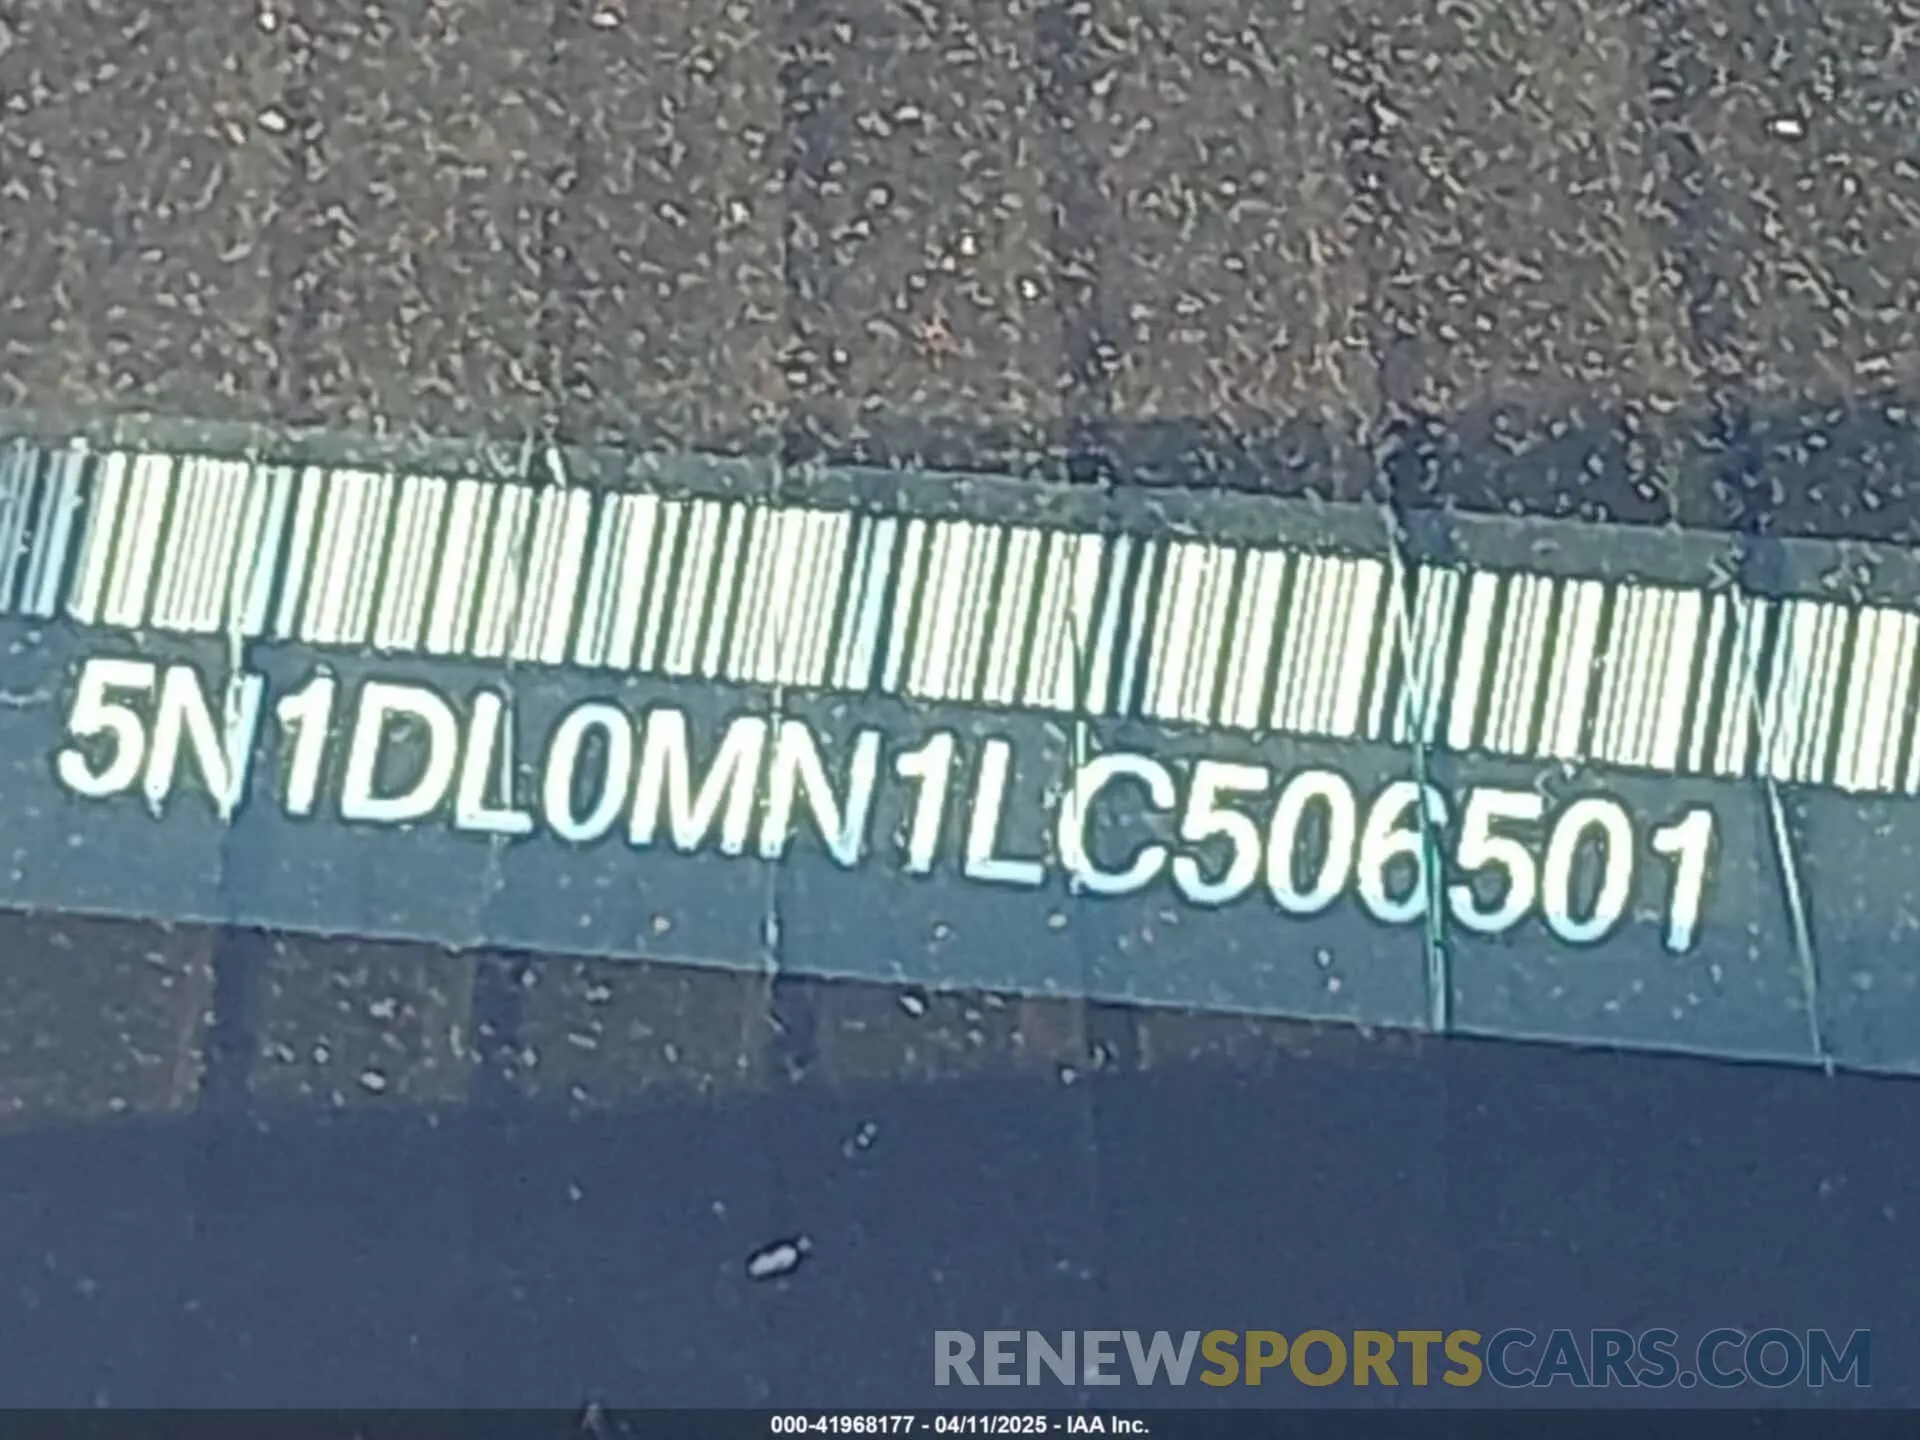 5N1DL0MN1LC506501
RENEWSPORTSCARS.COM
000-41968177 - 04/11/2025 - IAA Inc.